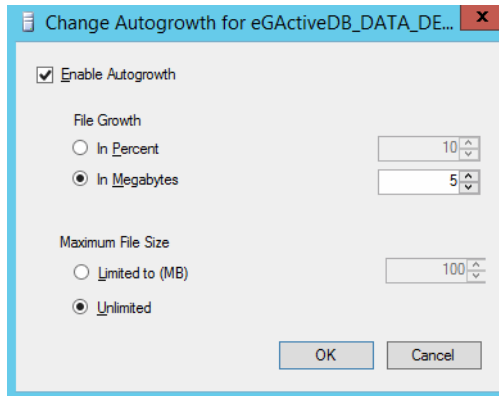 Change Autogrowth for eGActiveDB_DATA_DE... x
Enable Autogrowth
File Growth
In Percent 10
In Megabytes 5
Maximum File Size
Limited to (MB) 100
Unlimited
OK Cancel